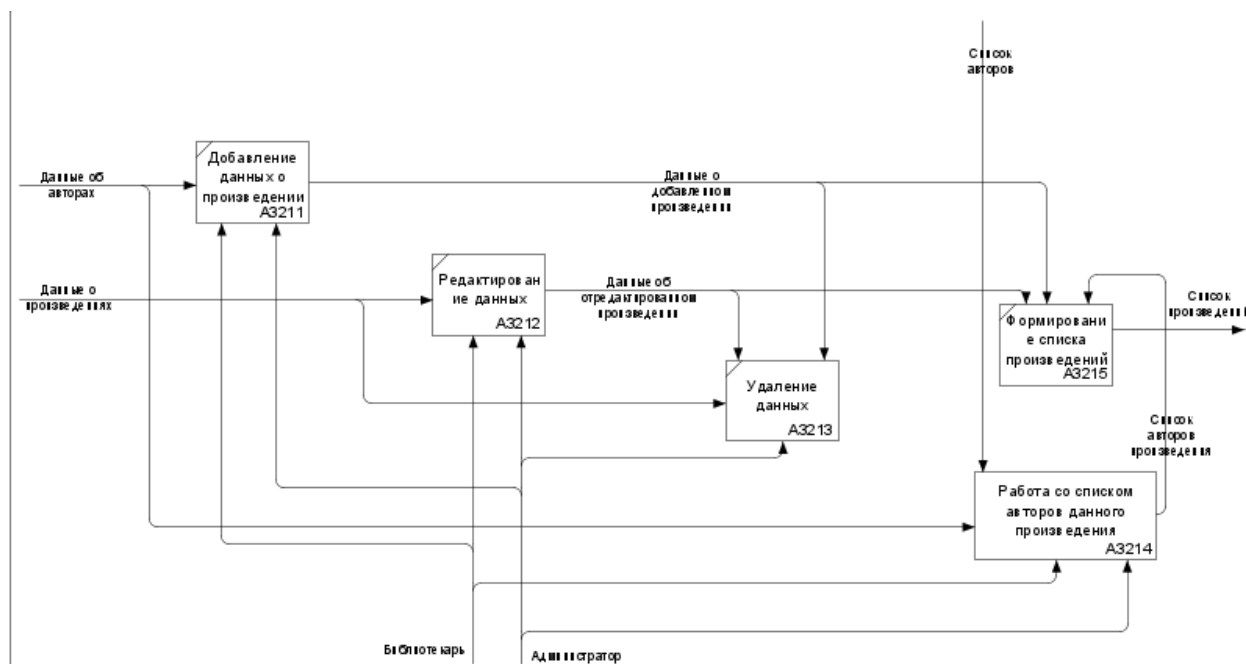 Список
авторов
Добавление
данных о
произведении
A3211
Данные об
авторах
Данные о
добавленном
произведении
Редактирован
ие данных
A3212
Данные о
произведениях
Данные об
отредактированном
произведении
Формировани
е списка
произведений
A3215
Список
произведений
Удаление
данных
A3213
Список
авторов
произведения
Работа со списком
авторов данного
произведения
A3214
Библиотекарь
Администратор